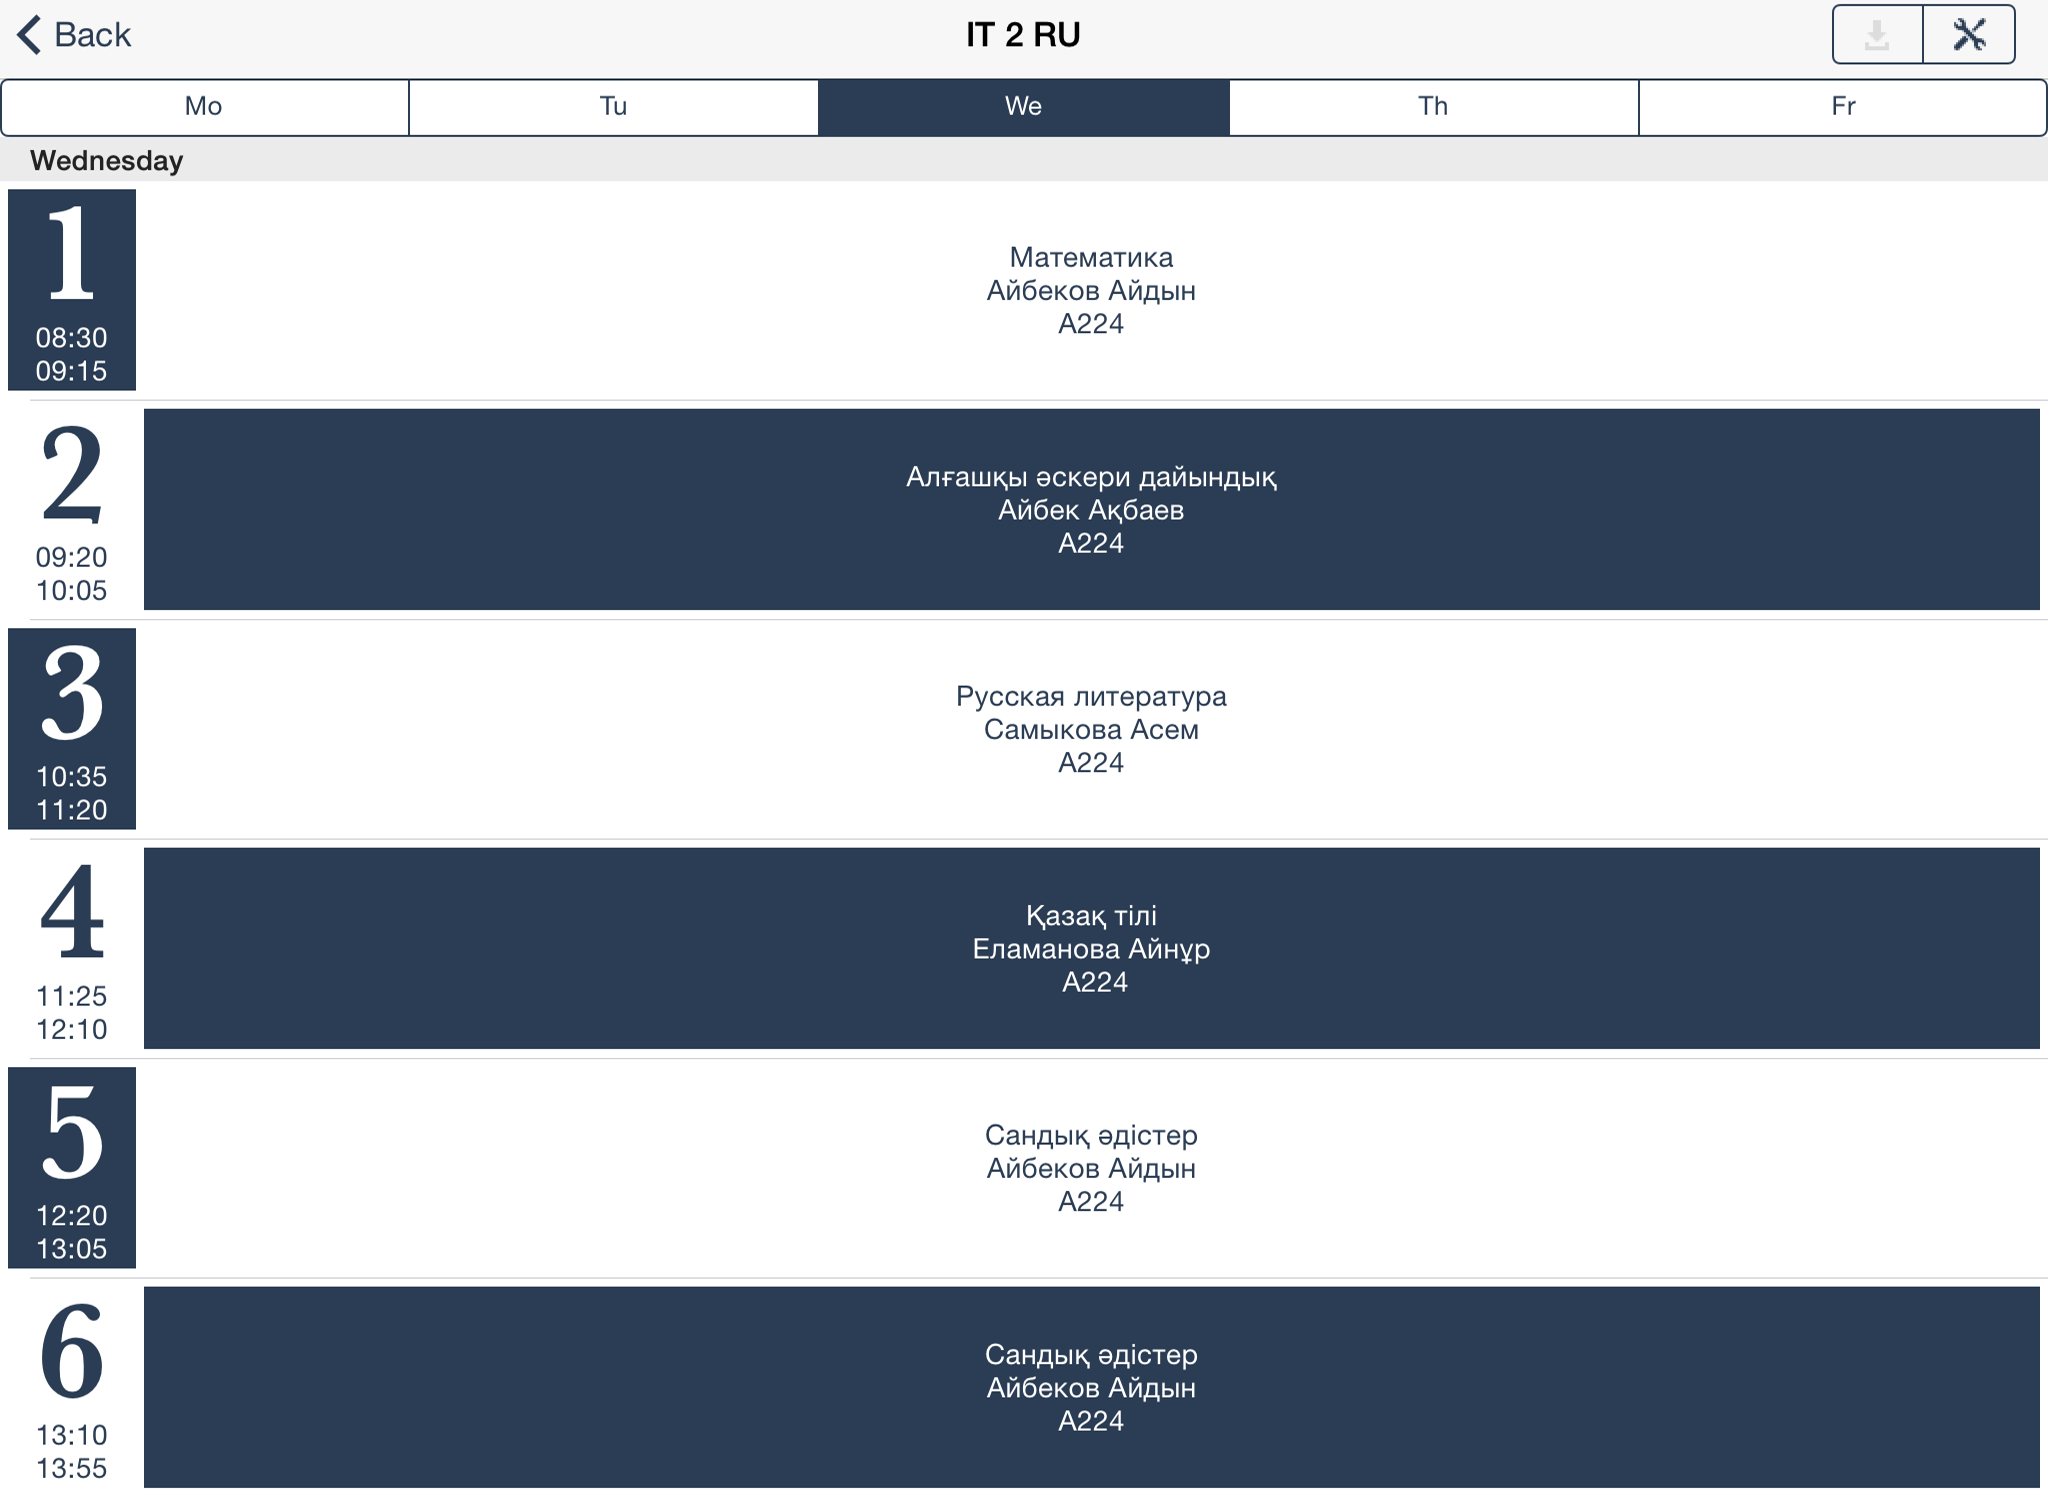 Back
IT 2 RU
Mo
Tu
We
Th
Fr
Wednesday
1
08:30
09:15
Математика
Айбеков Айдын
A224
2
09:20
10:05
Алғашқы әскери дайындық
Айбек Ақбаев
A224
3
10:35
11:20
Русская литература
Самыкова Асем
A224
4
11:25
12:10
Қазақ тілі
Еламанова Айнұр
A224
5
12:20
13:05
Сандық әдістер
Айбеков Айдын
A224
6
13:10
13:55
Сандық әдістер
Айбеков Айдын
A224